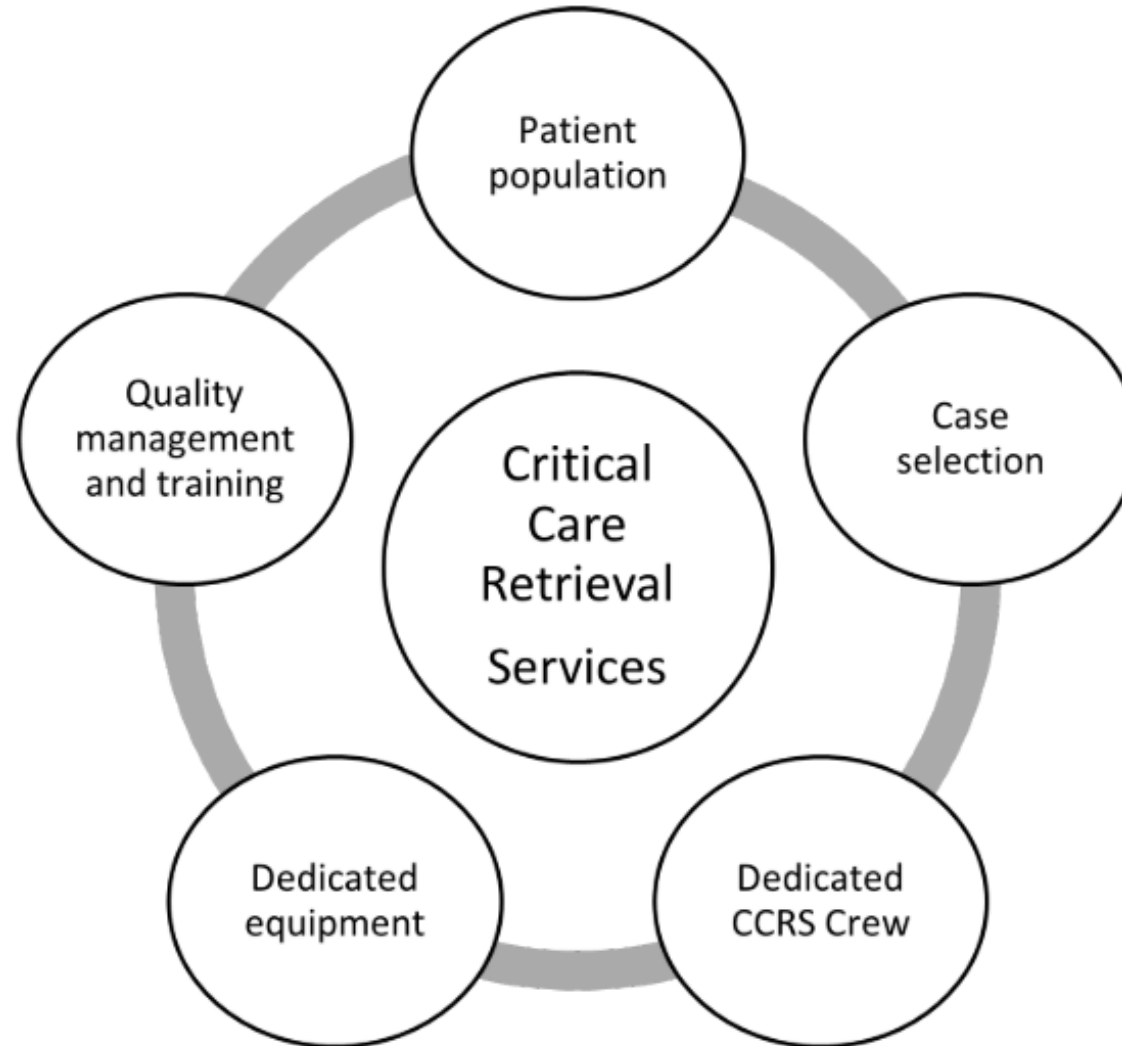 Patient
population
Case
selection
Dedicated
CCRS Crew
Dedicated
equipment
Quality
management
and training
Critical
Care
Retrieval
Services